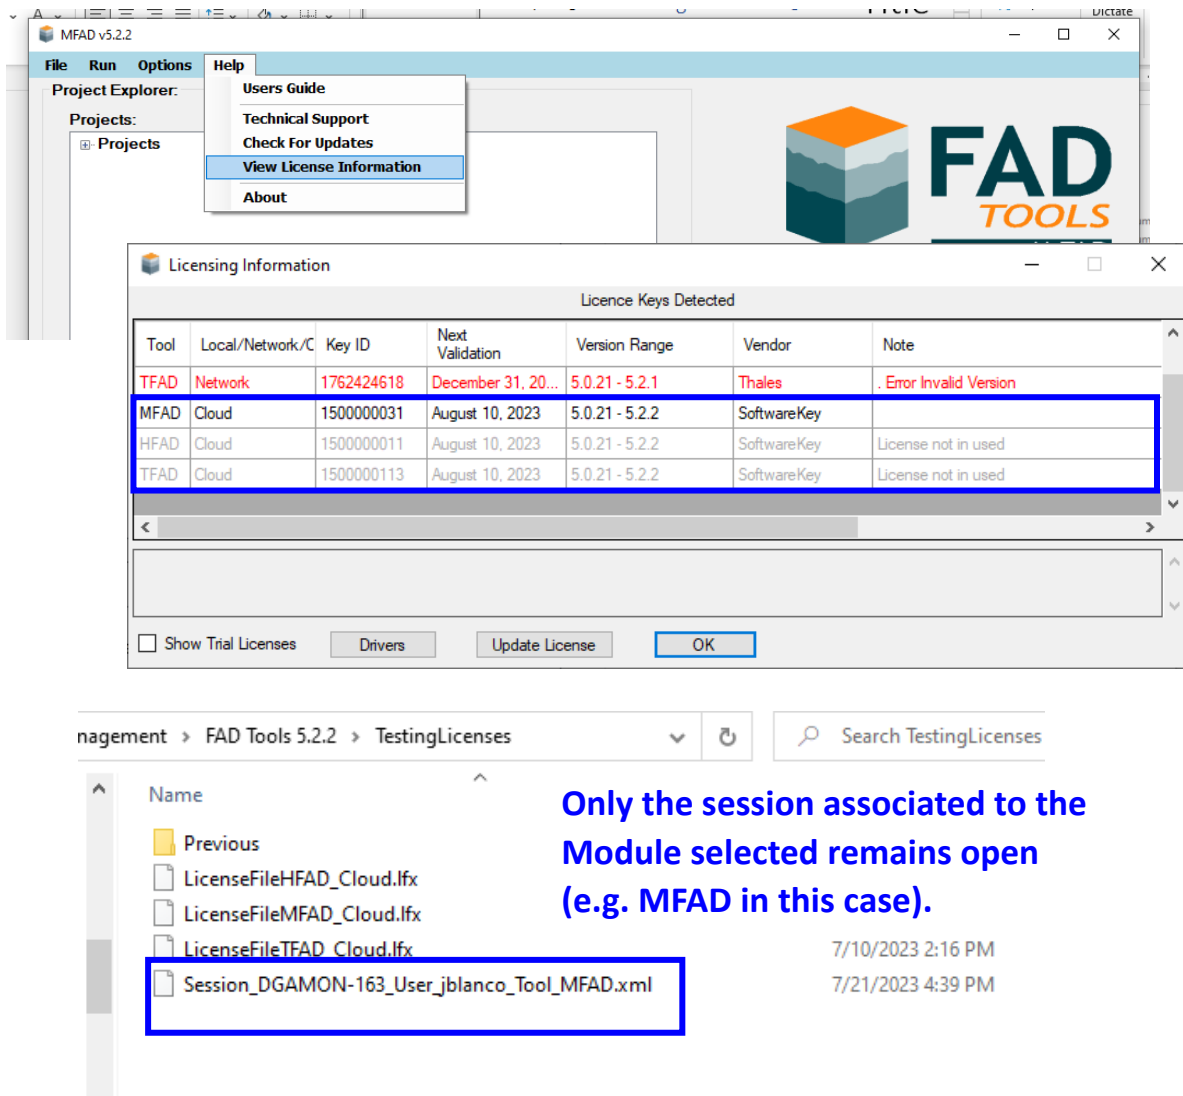 Dictate
MFAD v5.2.2
File Run Options Help
Project Explorer:
Users Guide
Projects:
Technical Support
Projects
Check For Updates
View License Information
About
FAD
TOOLS
Licensing Information
Licence Keys Detected
Tool Local/Network/C Key ID Next Validation Version Range Vendor Note
TFAD Network 1762424618 December 31, 20... 5.0.21 - 5.2.1 Thales . Error Invalid Version
MFAD Cloud 1500000031 August 10, 2023 5.0.21 - 5.2.2 SoftwareKey
HFAD Cloud 1500000011 August 10, 2023 5.0.21 - 5.2.2 SoftwareKey License not in used
TFAD Cloud 1500000113 August 10, 2023 5.0.21 - 5.2.2 SoftwareKey License not in used
Show Trial Licenses Drivers Update License OK
nagement > FAD Tools 5.2.2 > TestingLicenses
Search TestingLicenses
Name
Only the session associated to the
Module selected remains open
(e.g. MFAD in this case).
Previous
LicenseFileHFAD_Cloud.lfx
LicenseFileMFAD_Cloud.lfx
LicenseFileTFAD_Cloud.lfx 7/10/2023 2:16 PM
Session_DGAMON-163_User_jblanco_Tool_MFAD.xml 7/21/2023 4:39 PM